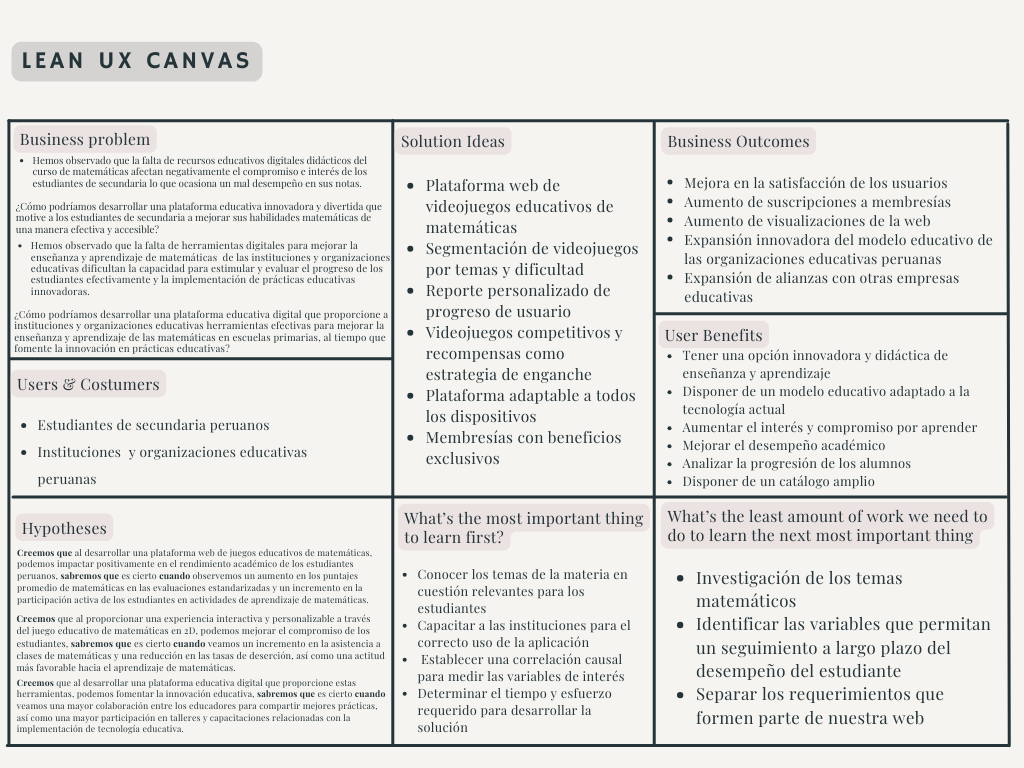 LEAN UX CANVAS
Business problem
• Hemos observado que la falta de recursos educativos digitales didácticos del
curso de matemáticas afectan negativamente el compromiso e interés de los
estudiantes de secundaria lo que ocasiona un mal desempeño en sus notas.
¿Cómo podríamos desarrollar una plataforma educativa innovadora y divertida que
motive a los estudiantes de secundaria a mejorar sus habilidades matemáticas de
una manera efectiva y accesible?
• Hemos observado que la falta de herramientas digitales para mejorar la
enseñanza y aprendizaje de matemáticas de las instituciones y organizaciones
educativas dificultan la capacidad para estimular y evaluar el progreso de los
estudiantes efectivamente y la implementación de prácticas educativas
innovadoras.
¿Cómo podríamos desarrollar una plataforma educativa digital que proporcione a
instituciones y organizaciones educativas herramientas efectivas para mejorar la
enseñanza y aprendizaje de las matemáticas en escuelas primarias, al tiempo que
fomente la innovación en prácticas educativas?
Users & Costumers
• Estudiantes de secundaria peruanos
• Instituciones y organizaciones educativas
peruanas
Solution Ideas
• Plataforma web de
videojuegos educativos de
matemáticas
• Segmentación de videojuegos
por temas y dificultad
• Reporte personalizado de
progreso de usuario
• Videojuegos competitivos y
recompensas como
estrategia de enganche
• Plataforma adaptable a todos
los dispositivos
• Membresías con beneficios
exclusivos
Business Outcomes
• Mejora en la satisfacción de los usuarios
• Aumento de suscripciones a membresías
• Aumento de visualizaciones de la web
• Expansión innovadora del modelo educativo de
las organizaciones educativas peruanas
• Expansión de alianzas con otras empresas
educativas
User Benefits
• Tener una opción innovadora y didáctica de
enseñanza y aprendizaje
• Disponer de un modelo educativo adaptado a la
tecnología actual
• Aumentar el interés y compromiso por aprender
• Mejorar el desempeño académico
• Analizar la progresión de los alumnos
• Disponer de un catálogo amplio
Hypotheses
Creemos que al desarrollar una plataforma web de juegos educativos de matemáticas,
podemos impactar positivamente en el rendimiento académico de los estudiantes
peruanos, sabremos que es cierto cuando observemos un aumento en los puntajes
promedio de matemáticas en las evaluaciones estandarizadas y un incremento en la
participación activa de los estudiantes en actividades de aprendizaje de matemáticas.
Creemos que al proporcionar una experiencia interactiva y personalizable a través
del juego educativo de matemáticas en 2D, podemos mejorar el compromiso de los
estudiantes, sabremos que es cierto cuando veamos un incremento en la asistencia a
clases de matemáticas y una reducción en las tasas de deserción, así como una actitud
más favorable hacia el aprendizaje de matemáticas.
Creemos que al desarrollar una plataforma educativa digital que proporcione estas
herramientas, podemos fomentar la innovación educativa, sabremos que es cierto cuando
veamos una mayor colaboración entre los educadores para compartir mejores prácticas,
así como una mayor participación en talleres y capacitaciones relacionadas con la
implementación de tecnología educativa.
What's the most important thing
to learn first?
• Conocer los temas de la materia en
cuestión relevantes para los
estudiantes
• Capacitar a las instituciones para el
correcto uso de la aplicación
• Establecer una correlación causal
para medir las variables de interés
• Determinar el tiempo y esfuerzo
requerido para desarrollar la
solución
What's the least amount of work we need to
do to learn the next most important thing
• Investigación de los temas
matemáticos
• Identificar las variables que permitan
un seguimiento a largo plazo del
desempeño del estudiante
• Separar los requerimientos que
formen parte de nuestra web